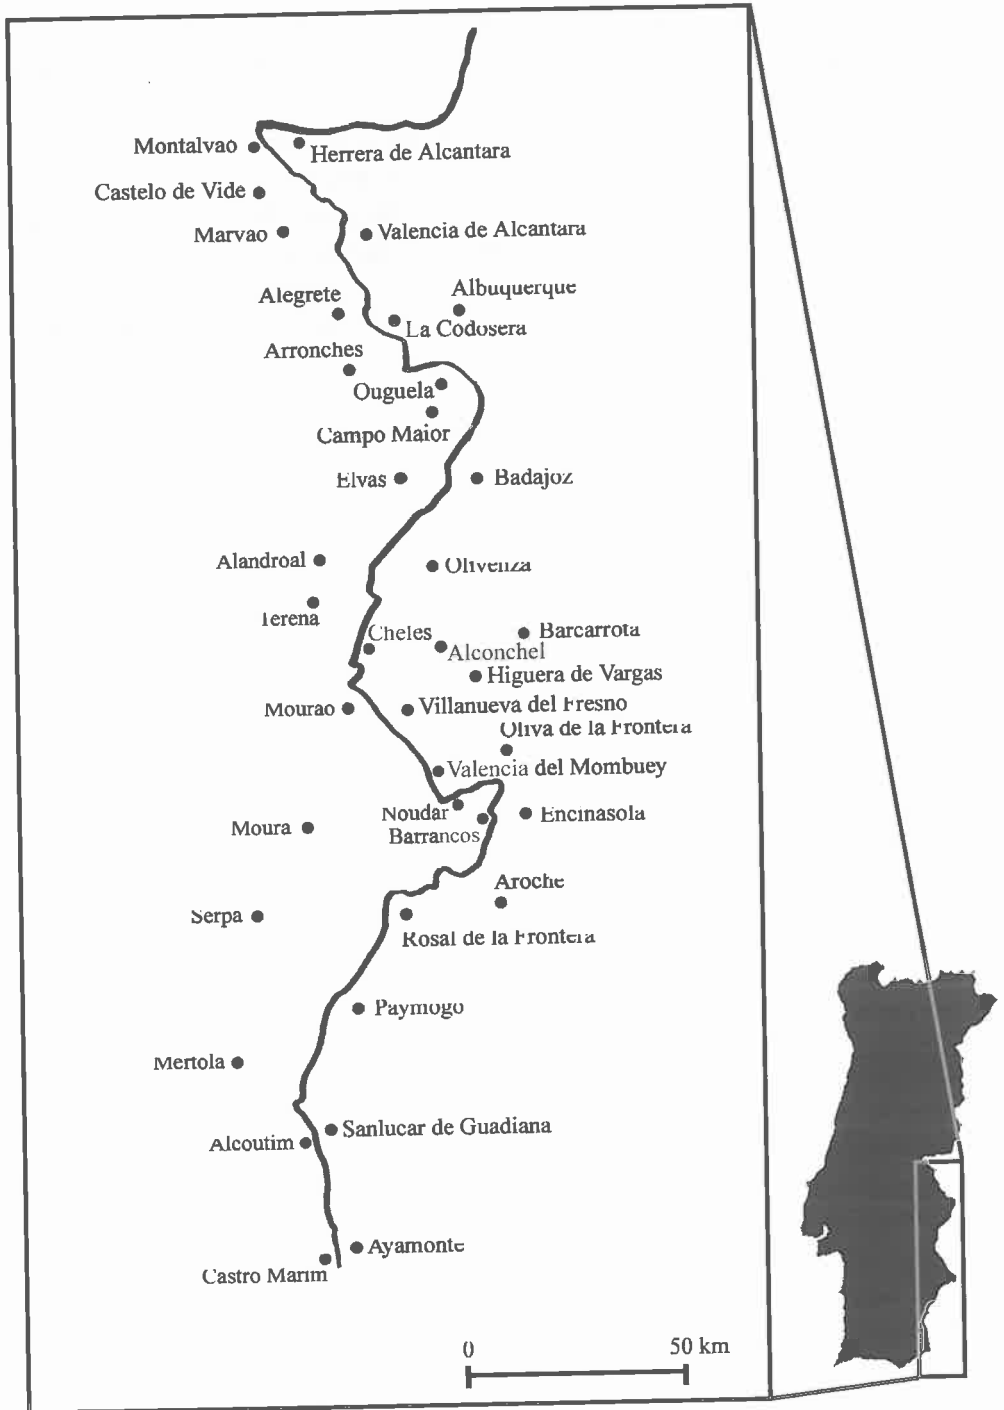 Montalvao
Herrera de Alcantara
Castelo de Vide
Marvao
Valencia de Alcantara
Alegrete
Albuquerque
La Codosera
Arronches
Ouguela
Campo Maior
Elvas
Badajoz
Alandroal
Olivenza
Terena
Cheles
Barcarrota
Alconchel
Higuera de Vargas
Mourao
Villanueva del Fresno
Oliva de la Frontera
Valencia del Mombuey
Noudar
Encinasola
Moura
Barrancos
Aroche
Serpa
Rosal de la Frontera
Paymogo
Mertola
Sanlucar de Guadiana
Alcoutim
Ayamonte
Castro Marim
0
50 km